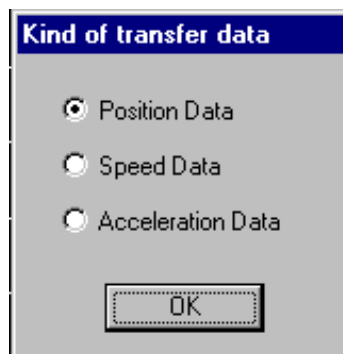 Kind of transfer data
Position Data
Speed Data
Acceleration Data
OK